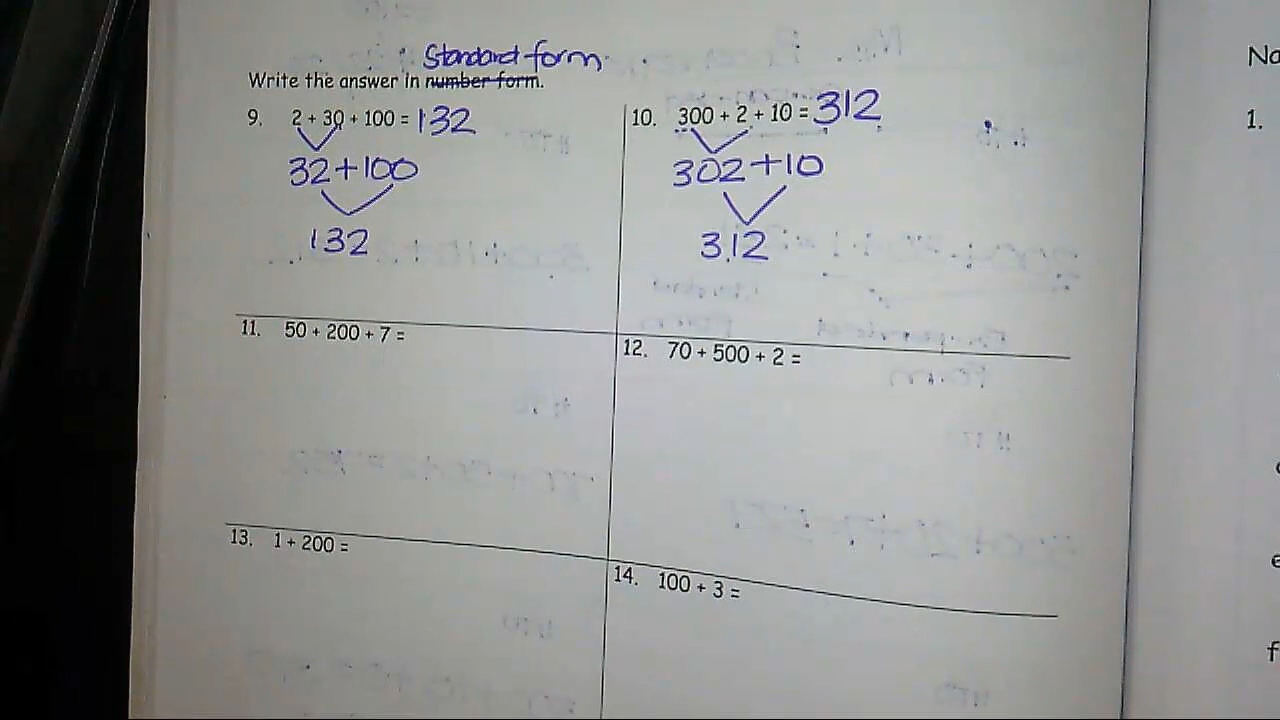 Standard form
Write the answer in number form.
9. 2 + 30 + 100 = 132
32+100
132
10. 300 + 2 + 10 = 312
302+10
312
11. 50 + 200 + 7 =
12. 70 + 500 + 2 =
13. 1 + 200 =
14. 100 + 3 =
1.